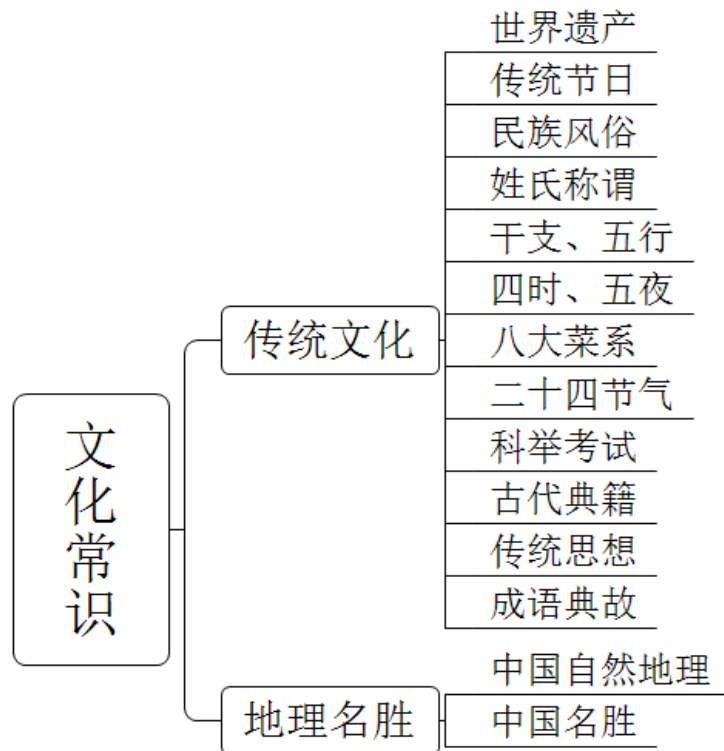 文化常识
传统文化
世界遗产
传统节日
民族风俗
姓氏称谓
干支、五行
四时、五夜
八大菜系
二十四节气
科举考试
古代典籍
传统思想
成语典故
地理名胜
中国自然地理
中国名胜